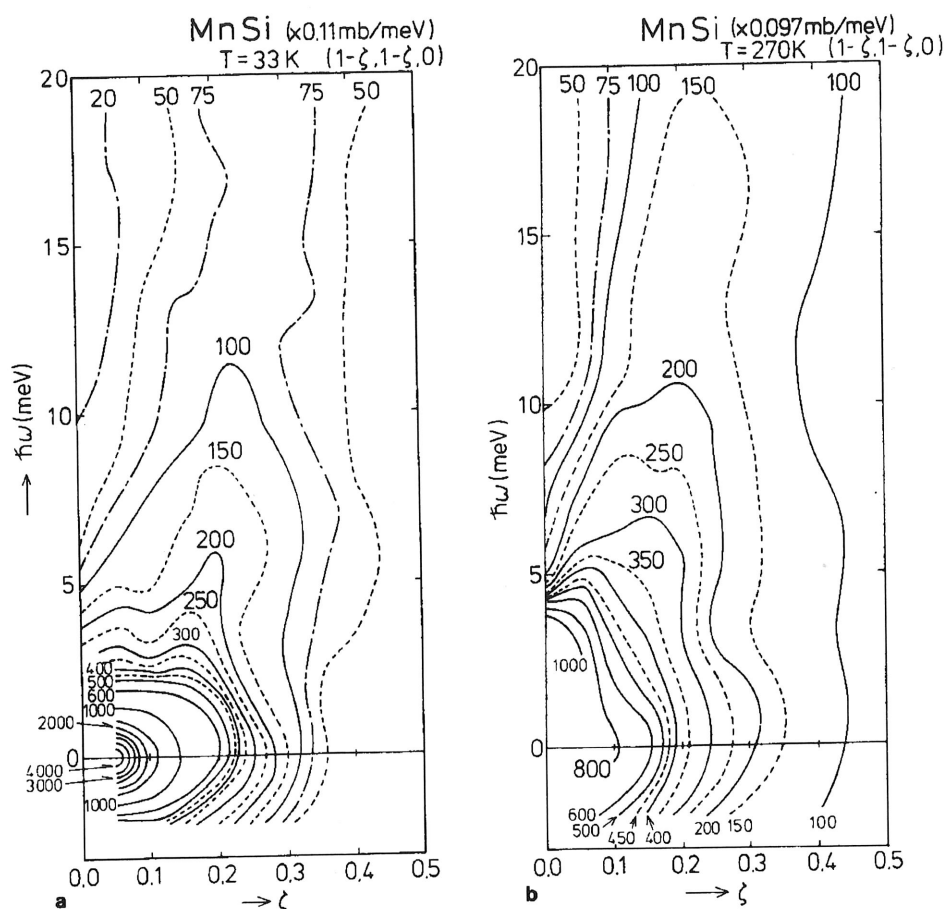 MnSi (×0.11mb/meV)
T=33K (1-ζ,1-ζ,0)
20
20 50 75 75 50
15
100
10
150
200
5
250
300
400
500
600
1000
2000
0
4000
3000
1000
0.0 0.1 0.2 0.3 0.4 0.5
→ ħω(meV)
a
→ ζ
MnSi (×0.097mb/meV)
T=270K (1-ζ,1-ζ,0)
20
50 75 100 150 100
15
200
10
250
300
350
5
1000
0
800
600
500
450 400
200 150 100
0.0 0.1 0.2 0.3 0.4 0.5
→ ħω(meV)
b
→ ζ